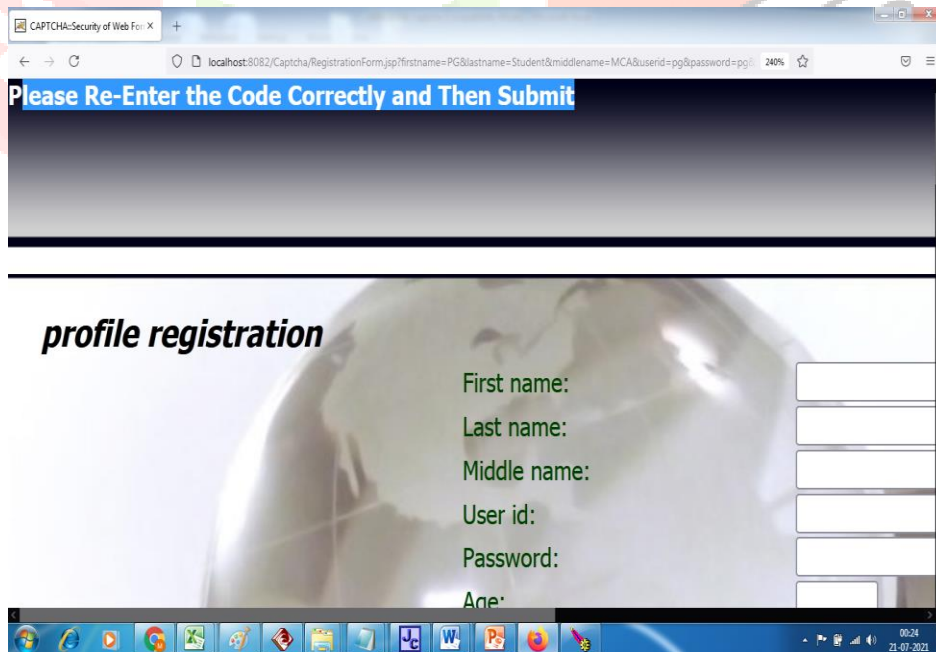 CAPTCHA::Security of Web For
localhost:8082/Captcha/RegistrationForm.jsp?firstname=PG&lastname=Student&middlename=MCA&userid=pg&password=pg
240%
Please Re-Enter the Code Correctly and Then Submit
profile registration
First name:
Last name:
Middle name:
User id:
Password:
Age:
00:24
21-07-2021